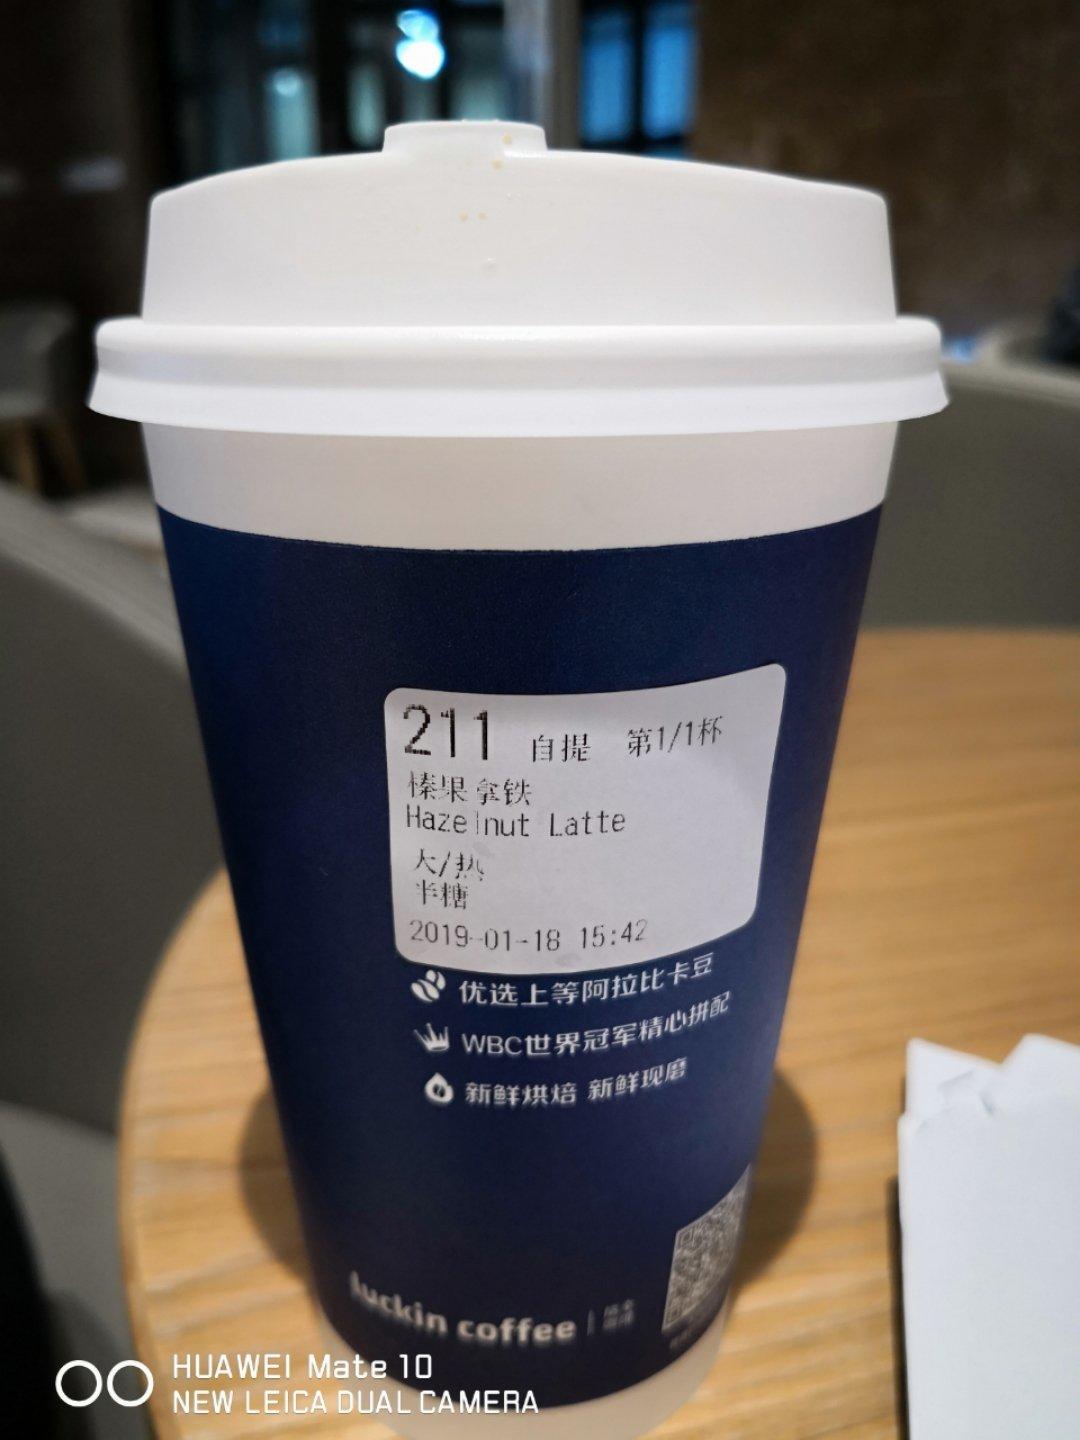 211 自提 第1/1杯
榛果拿铁
Hazelnut Latte
大/热
半糖
2019-01-18 15:42
优选上等阿拉比卡豆
WBC世界冠军精心拼配
新鲜烘焙 新鲜现磨
luckin coffee
HUAWEI Mate 10
NEW LEICA DUAL CAMERA